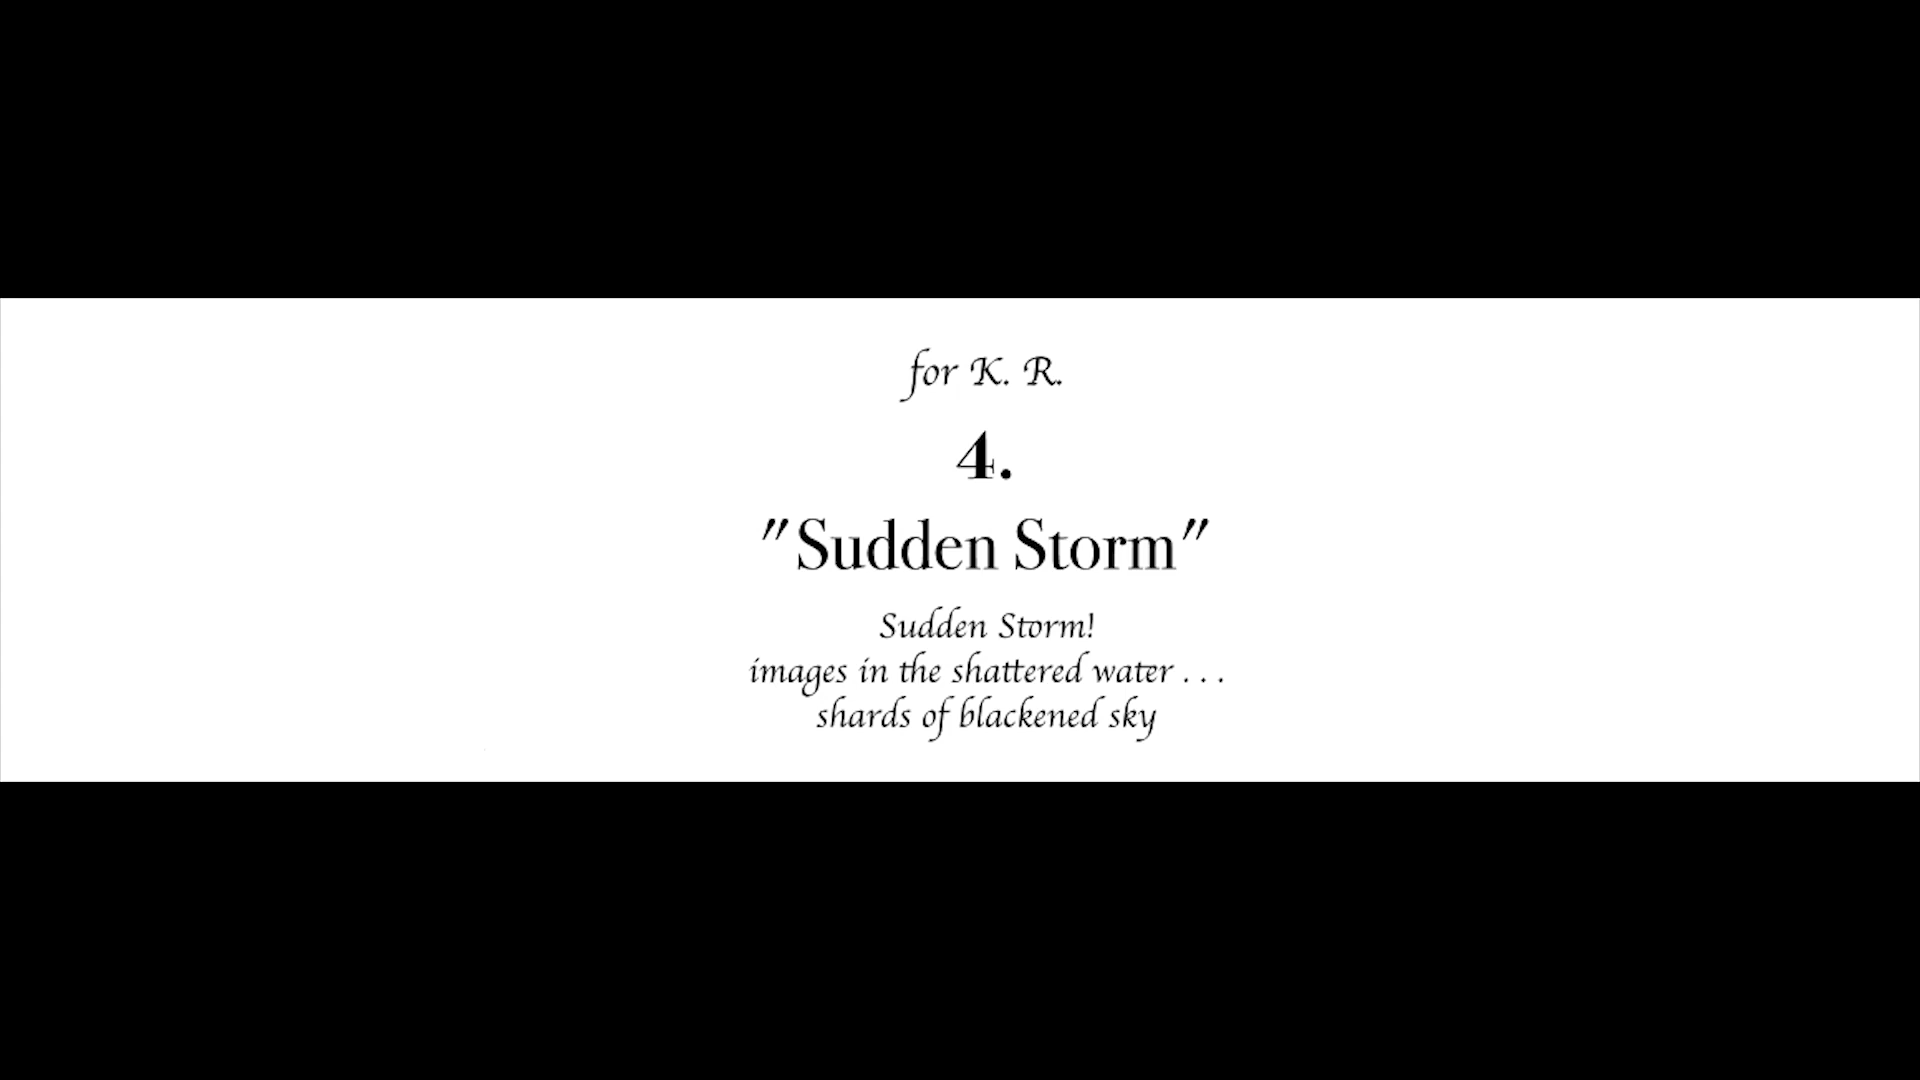 for K. R.
4.
"Sudden Storm"
Sudden Storm!
images in the shattered water . . .
shards of blackened sky